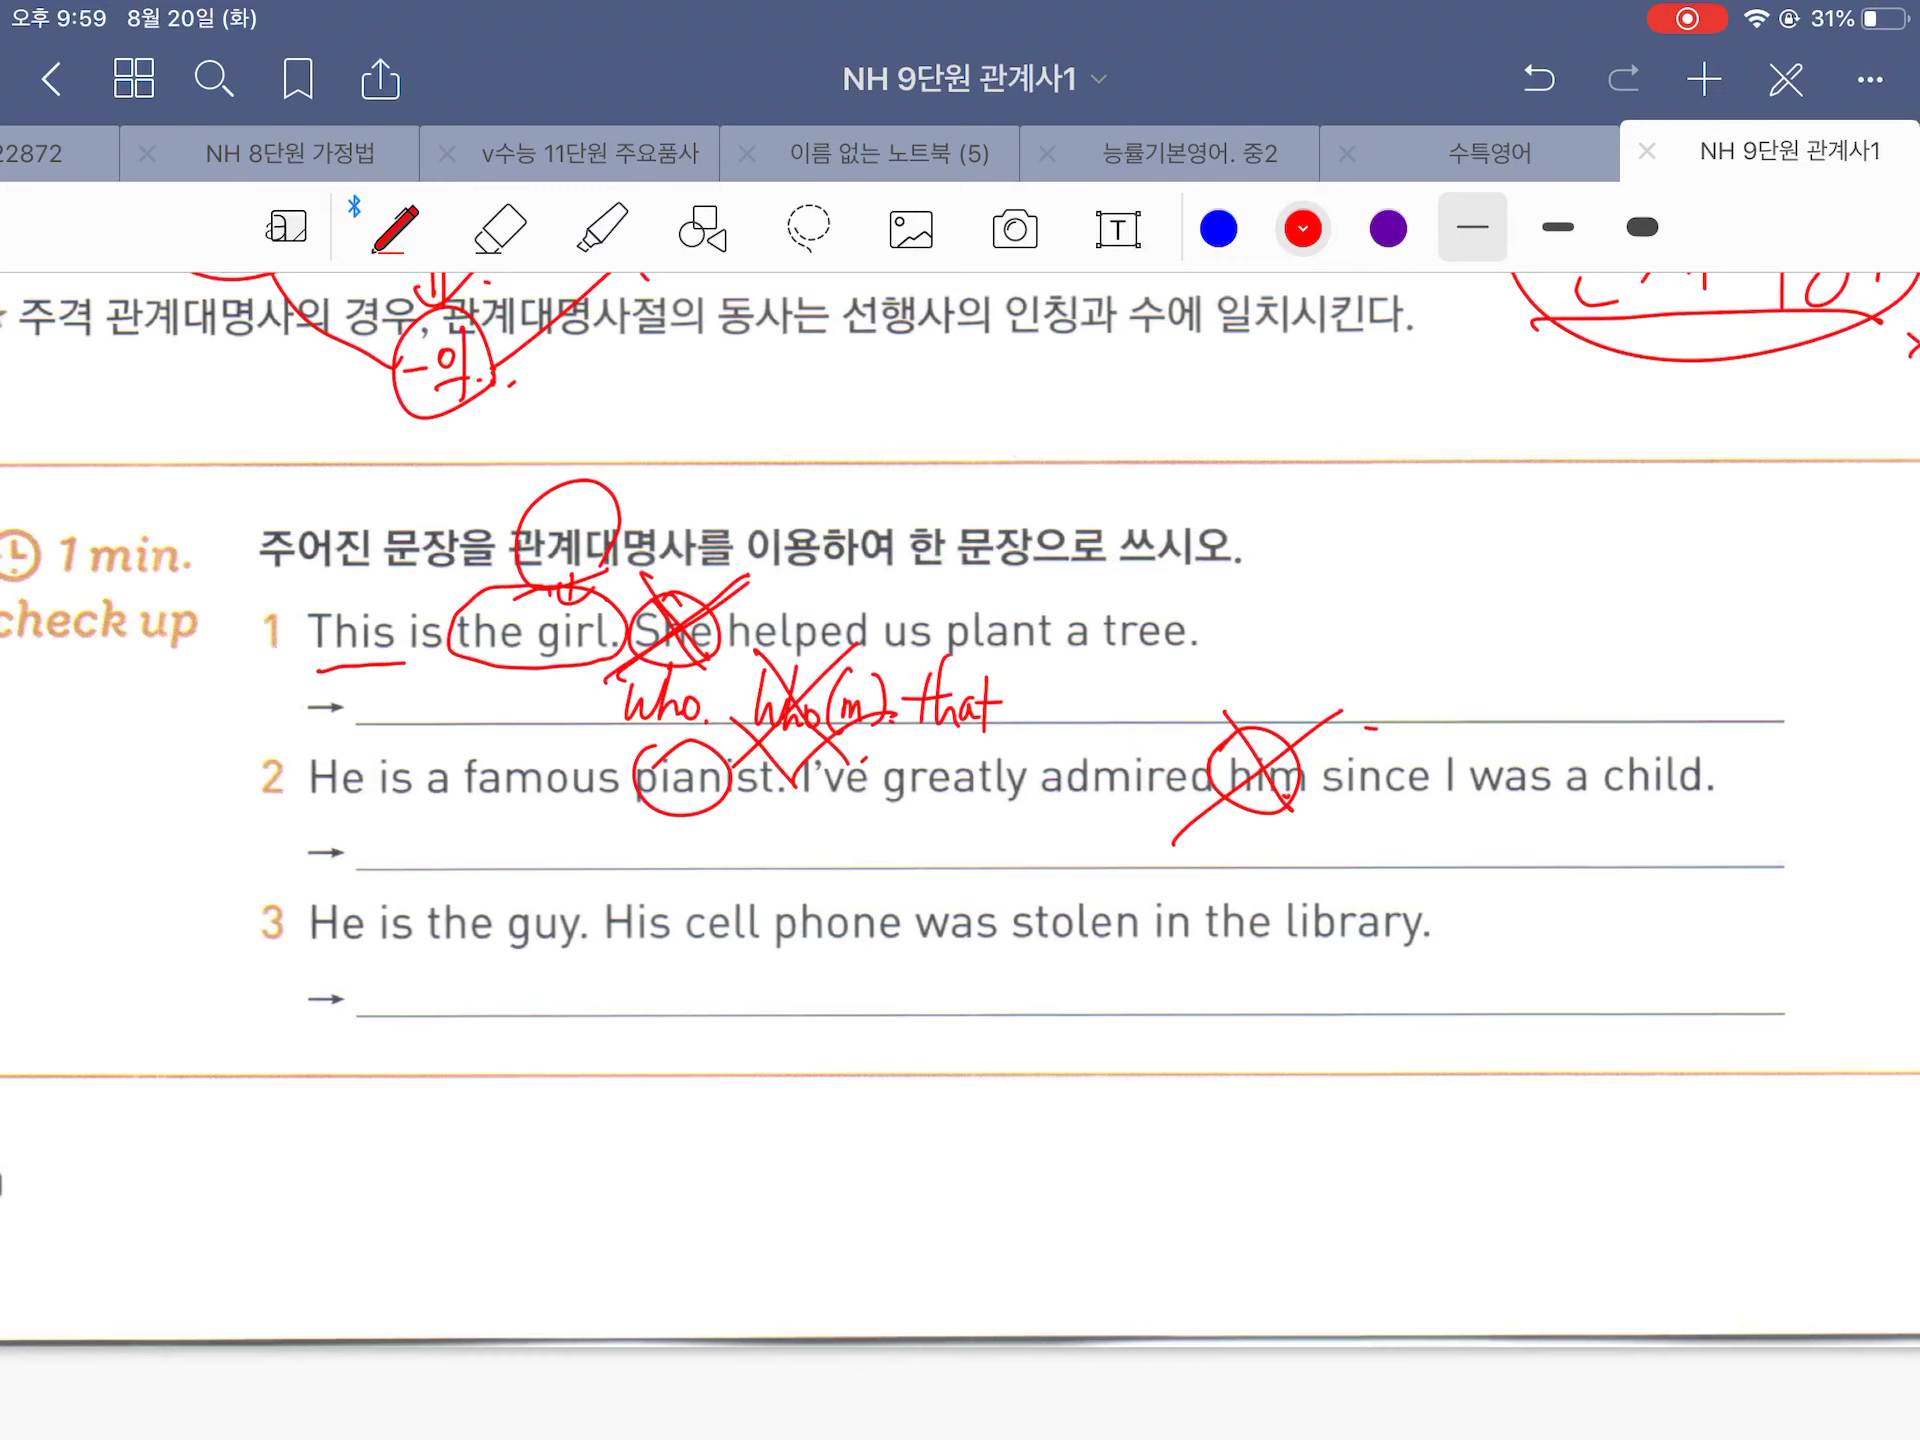 오후 9:59 8월 20일 (화) 31%
NH 9단원 관계사1
22872 NH 8단원 가정법 v수능 11단원 주요품사 이름 없는 노트북 (5) 능률기본영어. 중2 수특영어 NH 9단원 관계사1
T
주격 관계대명사의 경우, 관계대명사절의 동사는 선행사의 인칭과 수에 일치시킨다.
1 min.
check up
주어진 문장을 관계대명사를 이용하여 한 문장으로 쓰시오.
1 This is the girl. She helped us plant a tree.
→ who. who(m). that
2 He is a famous pianist. I've greatly admired him since I was a child.
→
3 He is the guy. His cell phone was stolen in the library.
→